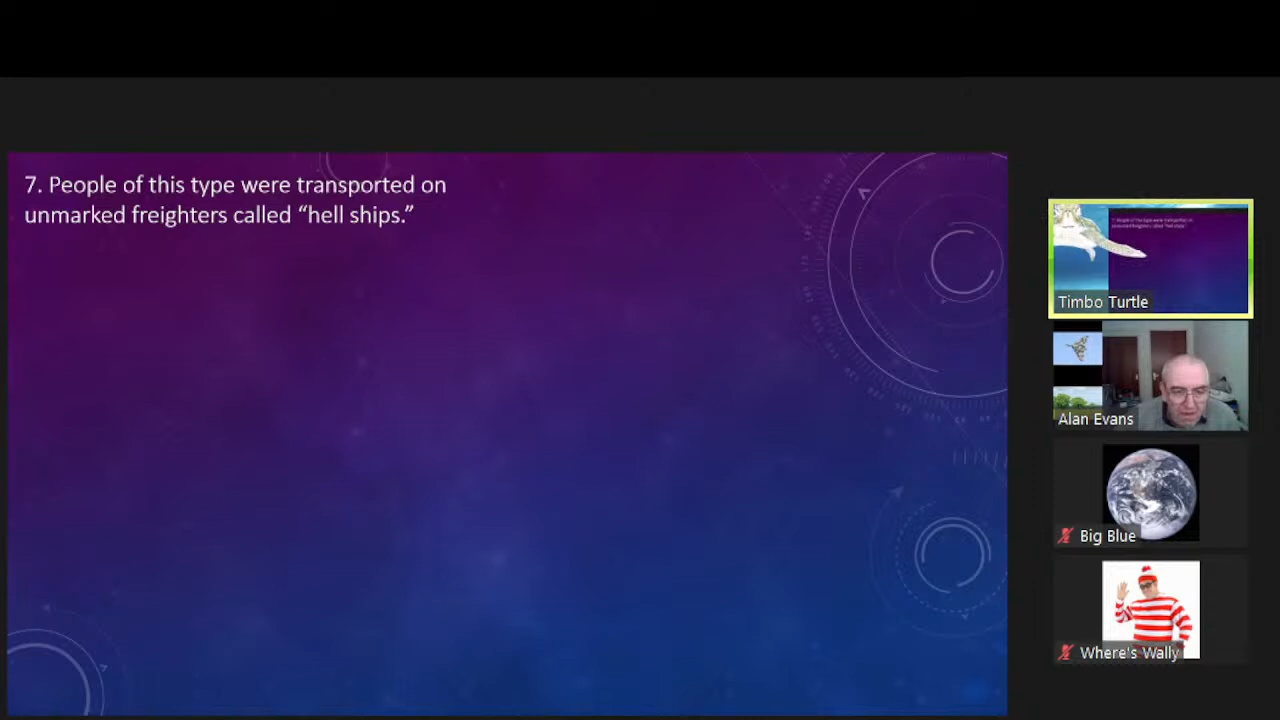 7. People of this type were transported on
unmarked freighters called “hell ships.”
Timbo Turtle
Alan Evans
Big Blue
Where's Wally